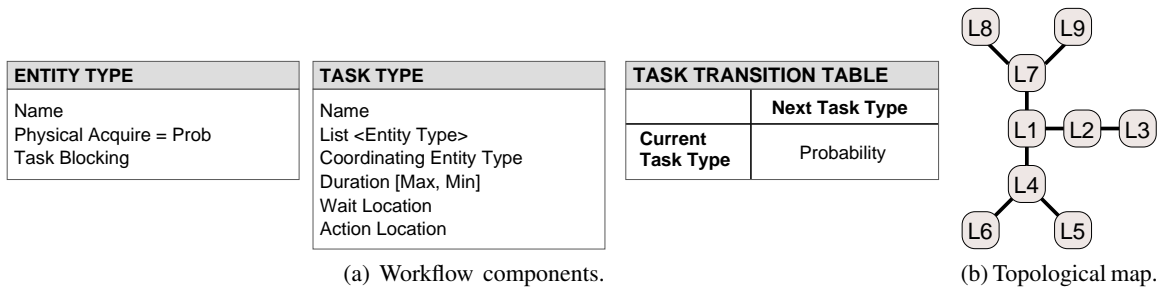 ENTITY TYPE
Name
Physical Acquire = Prob
Task Blocking
TASK TYPE
Name
List <Entity Type>
Coordinating Entity Type
Duration [Max, Min]
Wait Location
Action Location
TASK TRANSITION TABLE
Next Task Type
Current
Task Type
Probability
(a) Workflow components.
L8
L9
L7
L1
L2
L3
L4
L6
L5
(b) Topological map.